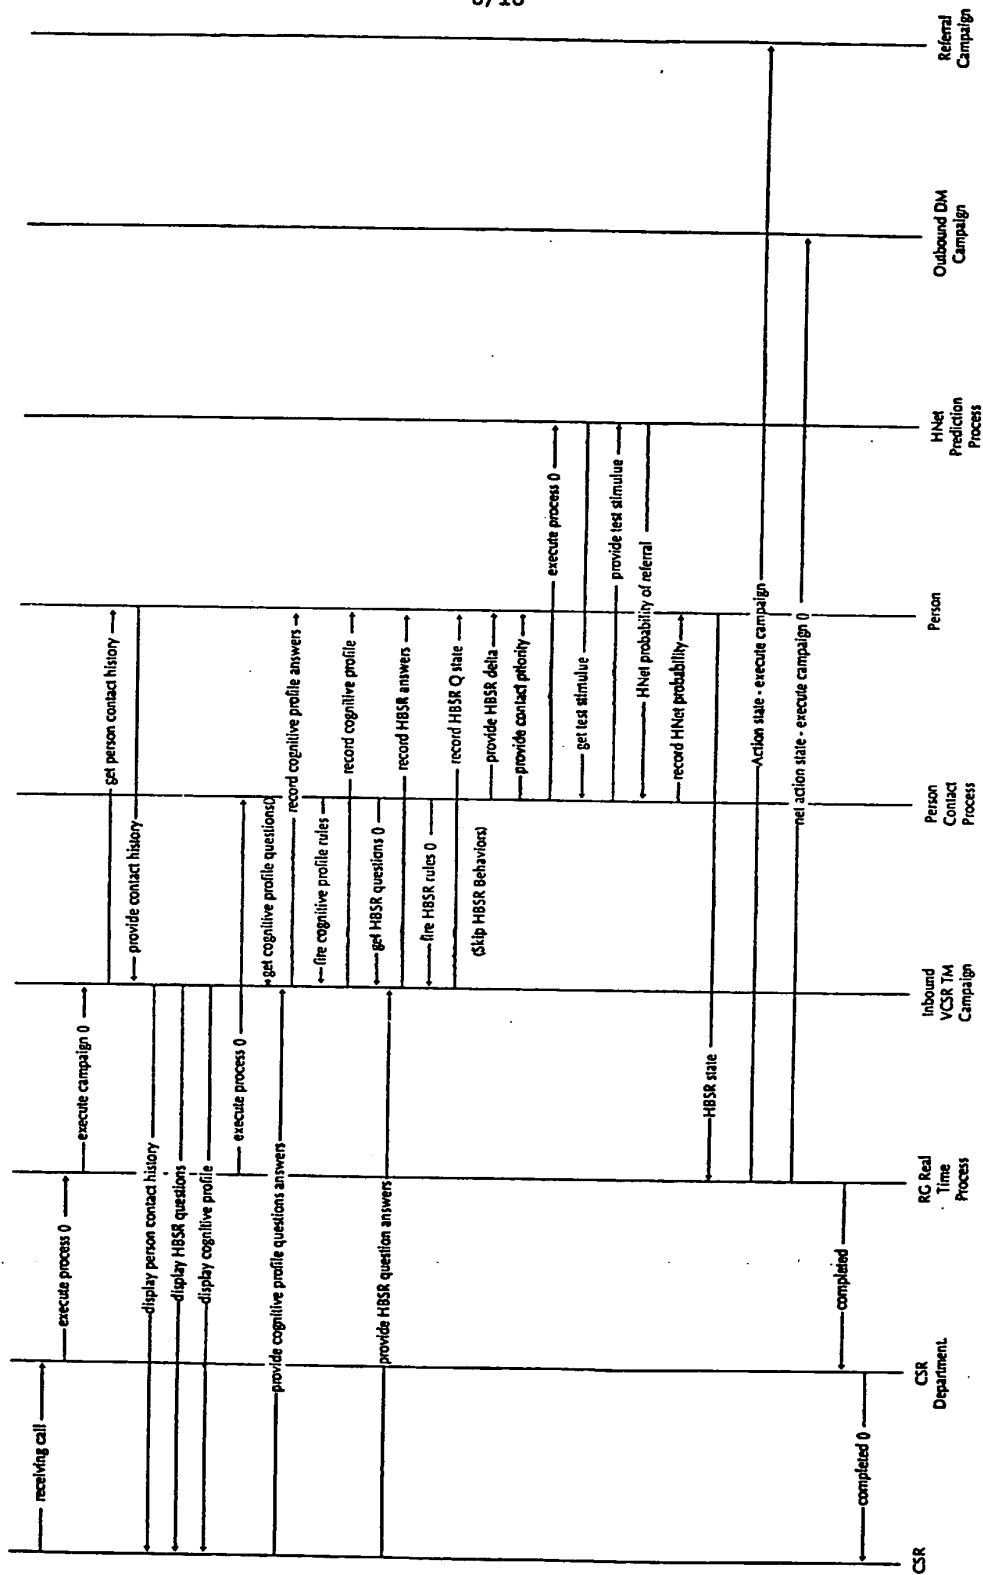 receiving call
execute process 0
execute campaign 0
get person contact history
provide contact history
display person contact history
display HBSR questions
display cognitive profile
execute process 0
get cognitive profile questions()
provide cognitive profile questions answers
record cognitive profile answers
fire cognitive profile rules
record cognitive profile
get HBSR questions 0
provide HBSR question answers
record HBSR answers
fire HBSR rules 0
record HBSR Q state
(Skip HBSR Behaviors)
provide HBSR delta
provide contact priority
execute process 0
get test stimulue
provide test stimulue
HNet probability of referral
record HNet probability
HBSR state
Action state - execute campaign
nel action state - execute campaign 0
completed
completed 0
CSR
CSR
Department.
RG Real
Time
Process
Inbound
VCSR TM
Campaign
Person
Contact
Process
Person
HNet
Prediction
Process
Outbound DM
Campaign
Referral
Campaign